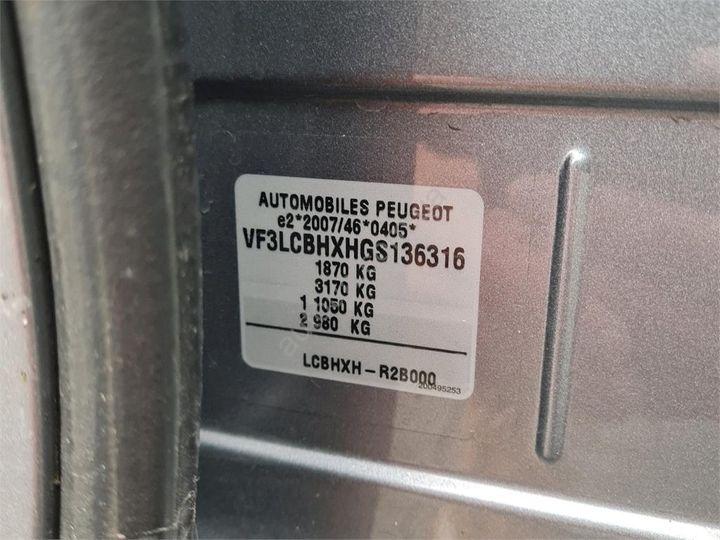 AUTOMOBILES PEUGEOT
e2*2007/46*0405*
VF3LCBHXHGS136316
1870 KG
3170 KG
1 1050 KG
2 980 KG
LCBHXH-R2B000
200495253